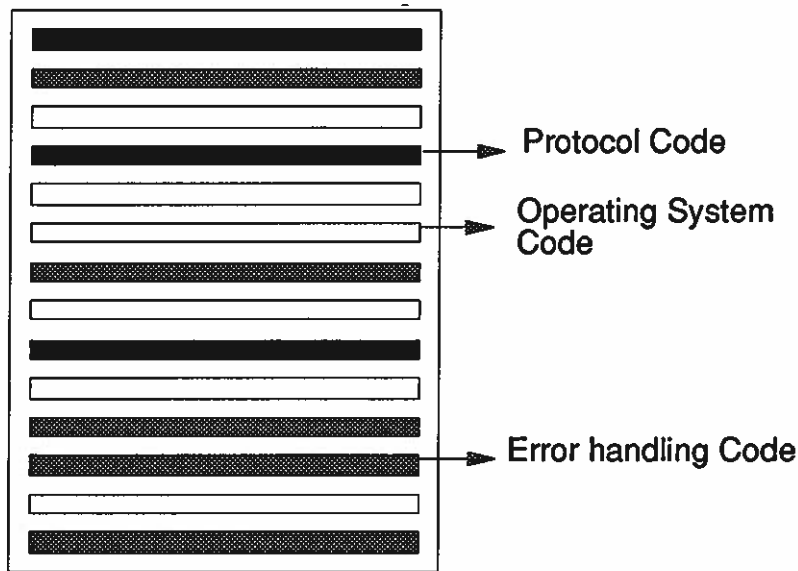 Protocol Code
Operating System
Code
Error handling Code